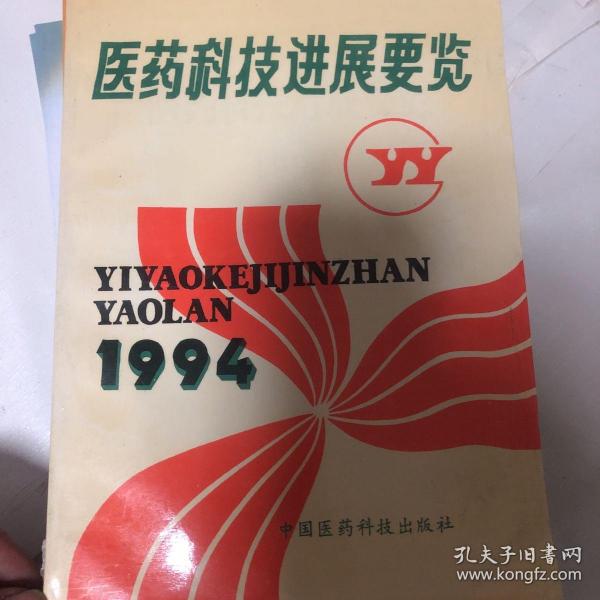 医药科技进展要览
YY
YIYAOKEJIJINZHAN
YAOLAN
1994
中国医药科技出版社
孔夫子旧书网
www.kongfz.com